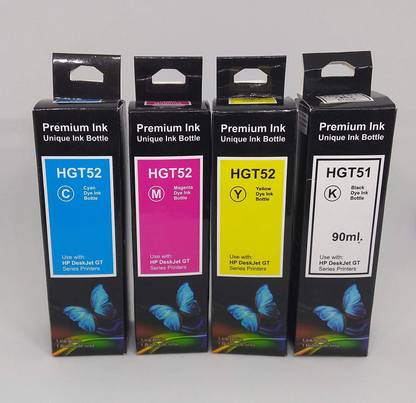 Premium Ink
Unique Ink Bottle
HGT52
C
Cyan
Dye Ink
Bottle
Use with:
HP DeskJet GT
Series Printers
Premium Ink
Unique Ink Bottle
HGT52
M
Magenta
Dye Ink
Bottle
Use with:
HP DeskJet GT
Series Printers
Premium Ink
Unique Ink Bottle
HGT52
Y
Yellow
Dye Ink
Bottle
Use with:
HP DeskJet GT
Series Printers
Premium Ink
Unique Ink Bottle
HGT51
K
Black
Dye Ink
Bottle
90ml.
Use with:
HP DeskJet GT
Series Printers